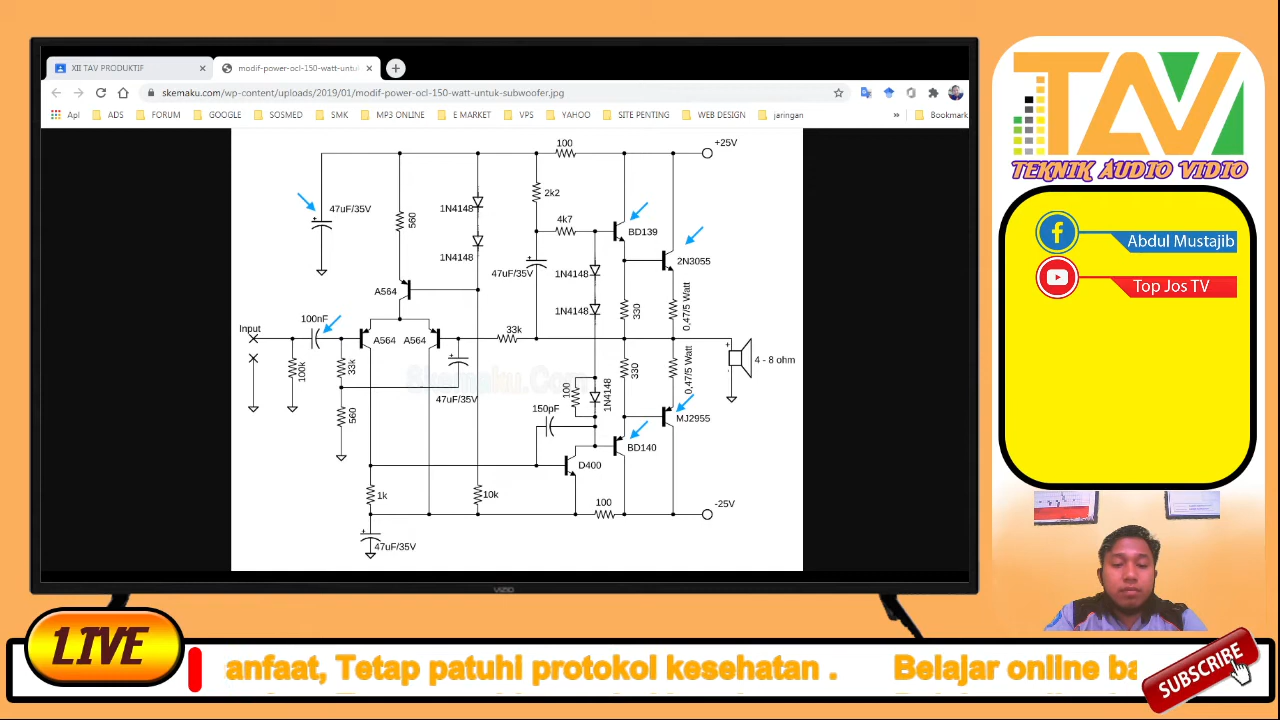 XII TAV PRODUKTIF
modif-power-ocl-150-watt-untu
skemaku.com/wp-content/uploads/2019/01/modif-power-ocl-150-watt-untuk-subwoofer.jpg
Apl ADS FORUM GOOGLE SOSMED EMK MP3 ONLINE E MARKET VPS YAHOO SITE PENTING WEB DESIGN jaringan » Bookmark
TAV
TEKNIK AUDIO VIDIO
Abdul Mustajib
Top Jos TV
100
+25V
47uF/35V
560
1N4148
2k2
4k7
BD139
1N4148
2N3055
47uF/35V
1N4148
A564
1N4148
330
0,47/5 Watt
100nF
Input
33k
A564
A564
4 - 8 ohm
100k
33k
330
0,47/5 Watt
Skemaku.Com
100
1N4148
47uF/35V
150pF
560
MJ2955
BD140
D400
1k
10k
100
-25V
47uF/35V
VIZIO
LIVE
anfaat, Tetap patuhi protokol kesehatan . Belajar online ba
SUBSCRIBE